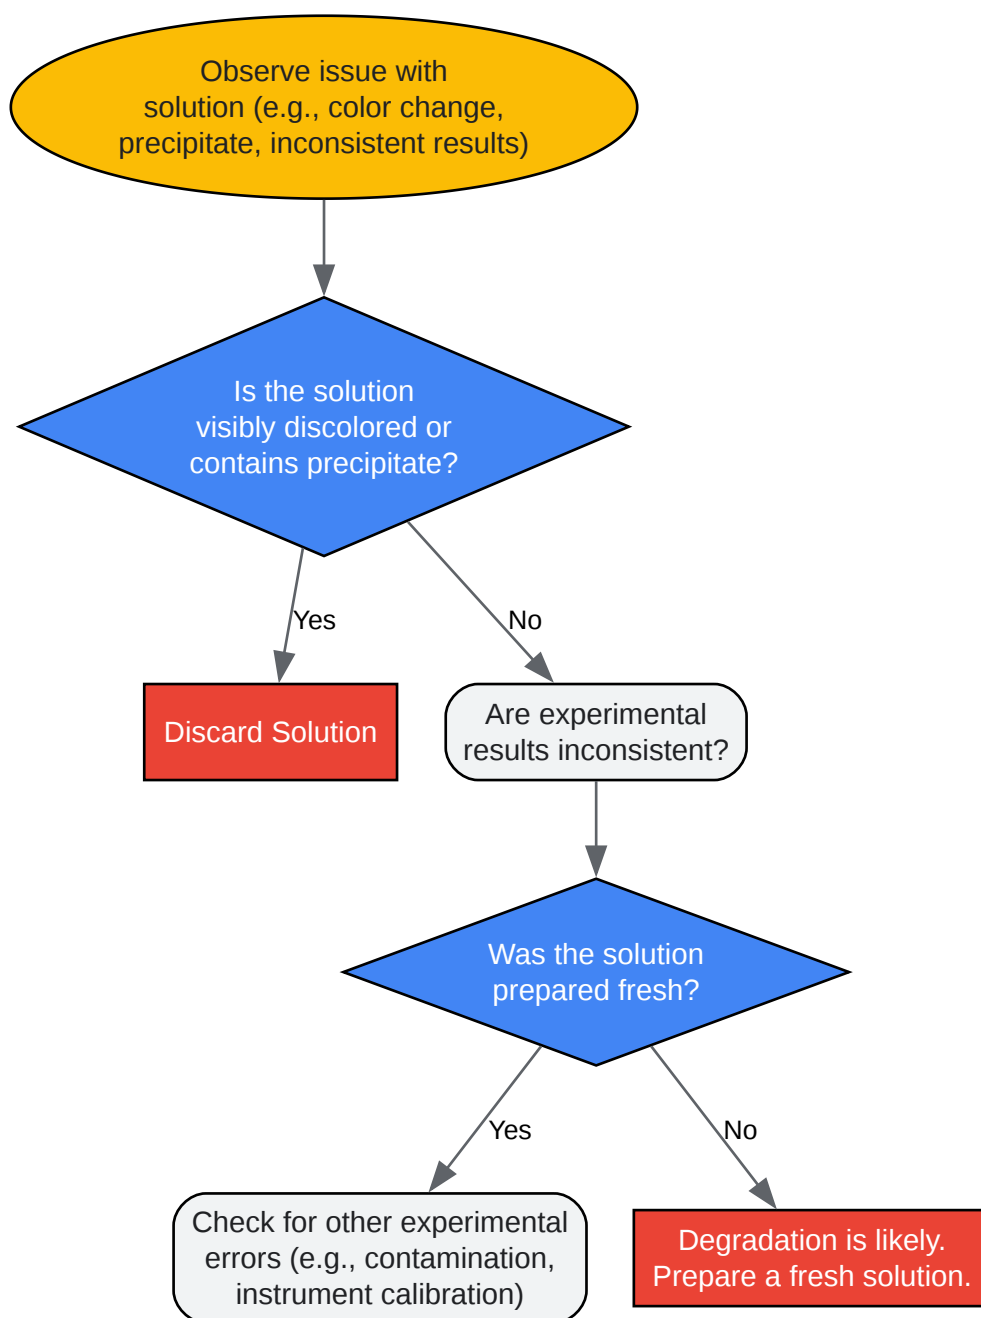 Observe issue with
solution (e.g., color change,
precipitate, inconsistent results)
Is the solution
visibly discolored or
contains precipitate?
Yes
No
Discard Solution
Are experimental
results inconsistent?
Was the solution
prepared fresh?
Yes
No
Check for other experimental
errors (e.g., contamination,
instrument calibration)
Degradation is likely.
Prepare a fresh solution.